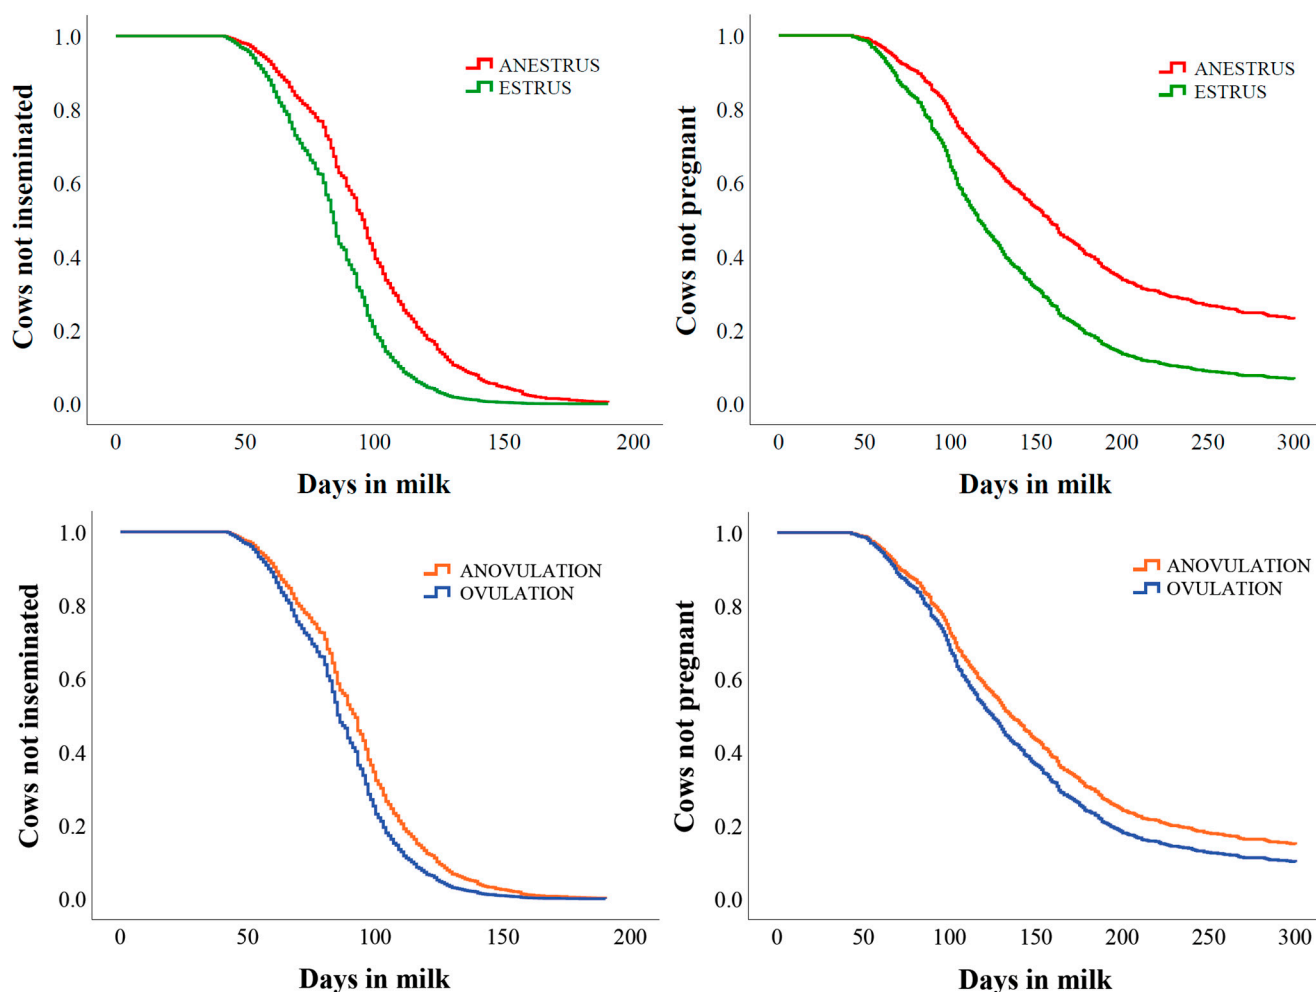 Cows not inseminated
1.0
0.8
0.6
0.4
0.2
0.0
ANESTRUS
ESTRUS
0 50 100 150 200
Days in milk
Cows not pregnant
1.0
0.8
0.6
0.4
0.2
0.0
ANESTRUS
ESTRUS
0 50 100 150 200 250 300
Days in milk
Cows not inseminated
1.0
0.8
0.6
0.4
0.2
0.0
ANOVULATION
OVULATION
0 50 100 150 200
Days in milk
Cows not pregnant
1.0
0.8
0.6
0.4
0.2
0.0
ANOVULATION
OVULATION
0 50 100 150 200 250 300
Days in milk